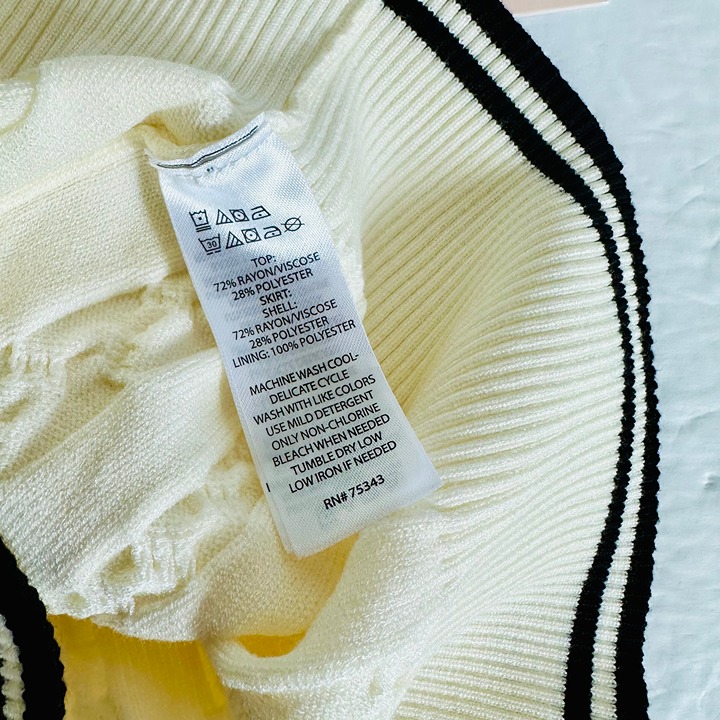 30
TOP:
72% RAYON/VISCOSE
28% POLYESTER
SKIRT:
SHELL:
72% RAYON/VISCOSE
28% POLYESTER
LINING: 100% POLYESTER
MACHINE WASH COOL-
DELICATE CYCLE
WASH WITH LIKE COLORS
USE MILD DETERGENT
ONLY NON-CHLORINE
BLEACH WHEN NEEDED
TUMBLE DRY LOW
LOW IRON IF NEEDED
RN# 75343